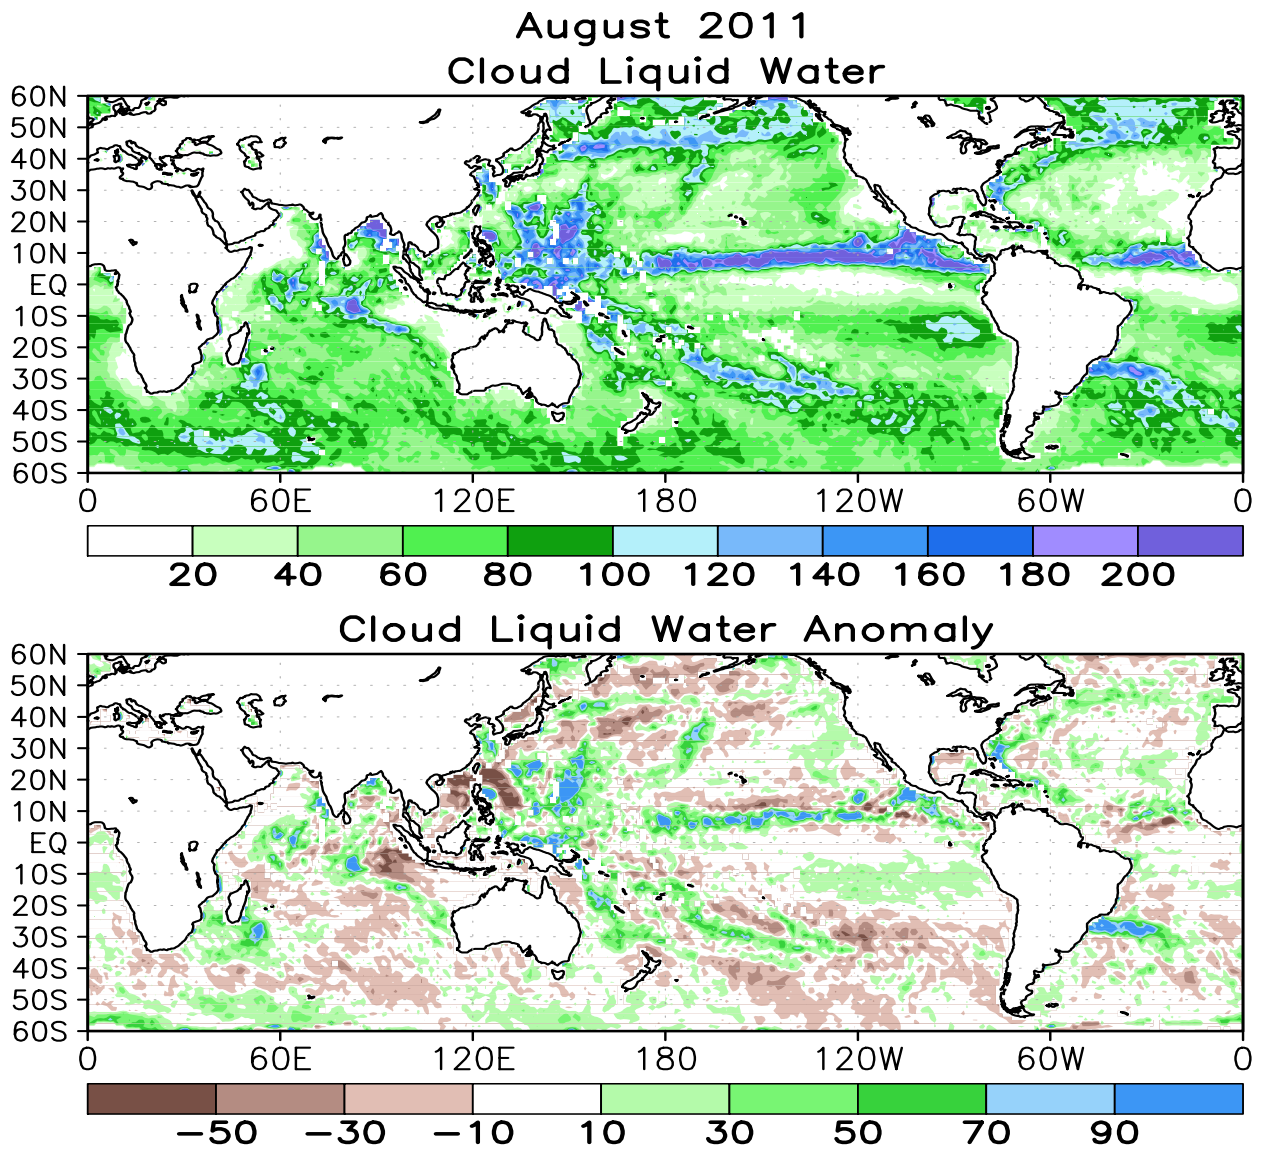 August 2011
Cloud Liquid Water
60N
50N
40N
30N
20N
10N
EQ
10S
20S
30S
40S
50S
60S
0 60E 120E 180 120W 60W 0
20 40 60 80 100 120 140 160 180 200
Cloud Liquid Water Anomaly
60N
50N
40N
30N
20N
10N
EQ
10S
20S
30S
40S
50S
60S
0 60E 120E 180 120W 60W 0
−50 −30 −10 10 30 50 70 90